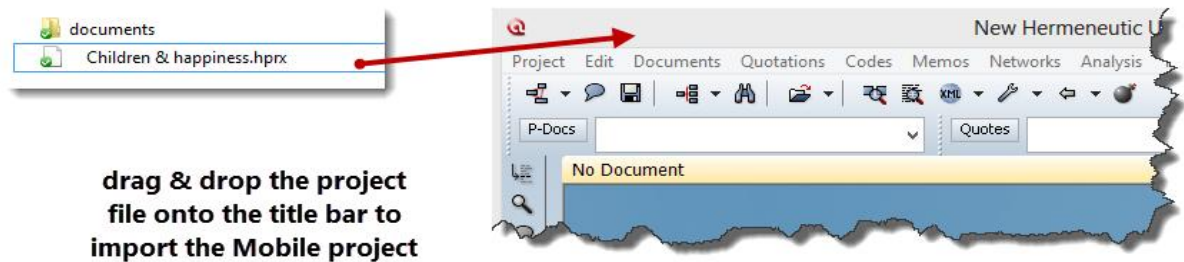 documents
Children & happiness.hprx
drag & drop the project
file onto the title bar to
import the Mobile project
New Hermeneutic U
Project Edit Documents Quotations Codes Memos Networks Analysis
XML
P-Docs Quotes
No Document